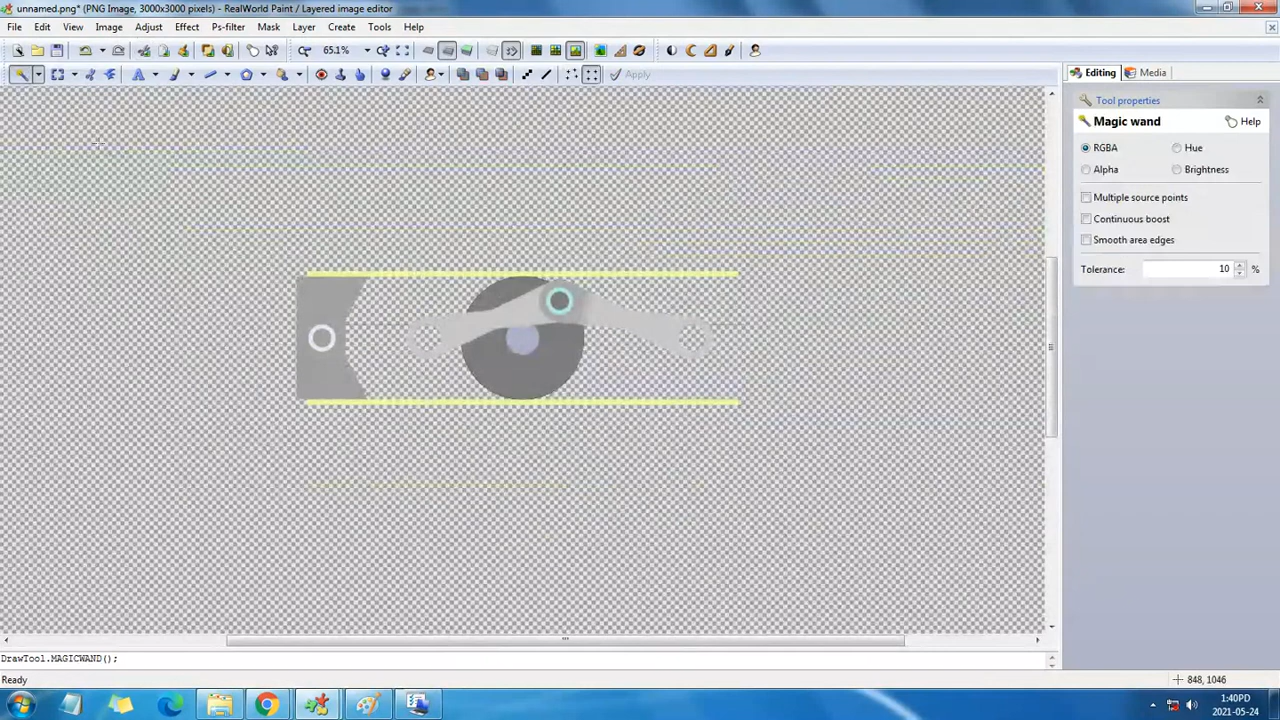 unnamed.png* (PNG Image, 3000x3000 pixels) - RealWorld Paint / Layered image editor
File Edit View Image Adjust Effect Ps-filter Mask Layer Create Tools Help
65.1%
Apply
Editing Media
Tool properties
Magic wand Help
RGBA Hue
Alpha Brightness
Multiple source points
Continuous boost
Smooth area edges
Tolerance: 10 %
DrawTool.MAGICWAND();
Ready 848, 1046
1:40PD
2021-05-24